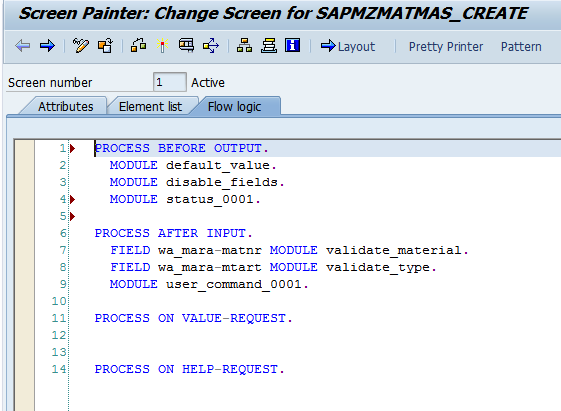 Screen Painter: Change Screen for SAPMZMATMAS_CREATE
Layout Pretty Printer Pattern
Screen number 1 Active
Attributes Element list Flow logic
1 PROCESS BEFORE OUTPUT.
2 MODULE default_value.
3 MODULE disable_fields.
4 MODULE status_0001.
5
6 PROCESS AFTER INPUT.
7 FIELD wa_mara-matnr MODULE validate_material.
8 FIELD wa_mara-mtart MODULE validate_type.
9 MODULE user_command_0001.
10
11 PROCESS ON VALUE-REQUEST.
12
13
14 PROCESS ON HELP-REQUEST.